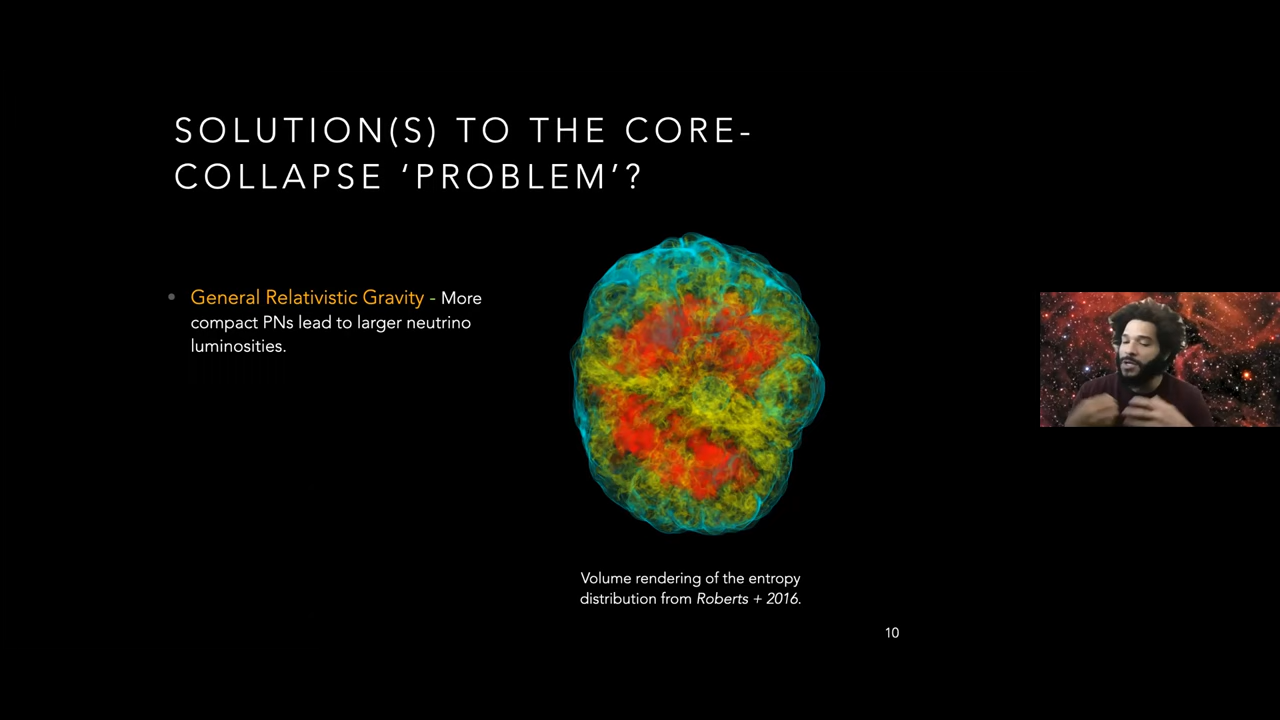 SOLUTION(S) TO THE CORE-
COLLAPSE ‘PROBLEM’?
General Relativistic Gravity - More
compact PNs lead to larger neutrino
luminosities.
Volume rendering of the entropy
distribution from Roberts + 2016.
10